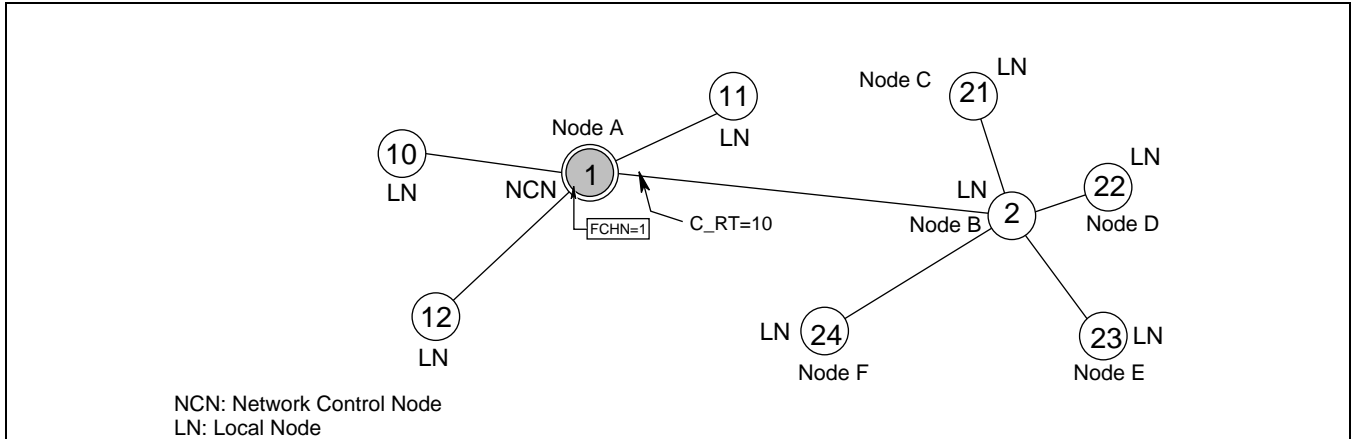 Node A
11
LN
10
LN
NCN
1
FCHN=1
C_RT=10
12
LN
Node C
21
LN
22
LN
Node D
LN
Node B
2
LN
24
Node F
23
LN
Node E
NCN: Network Control Node
LN: Local Node